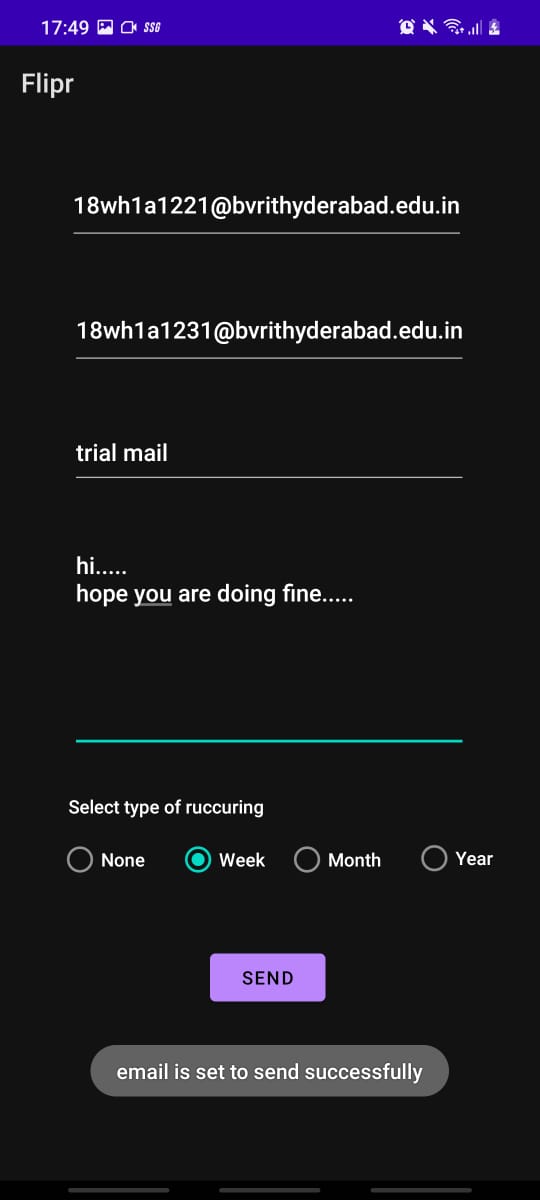 17:49 SSG
Flipr
18wh1a1221@bvrithyderabad.edu.in
18wh1a1231@bvrithyderabad.edu.in
trial mail
hi.....
hope you are doing fine.....
Select type of ruccuring
None Week Month Year
SEND
email is set to send successfully